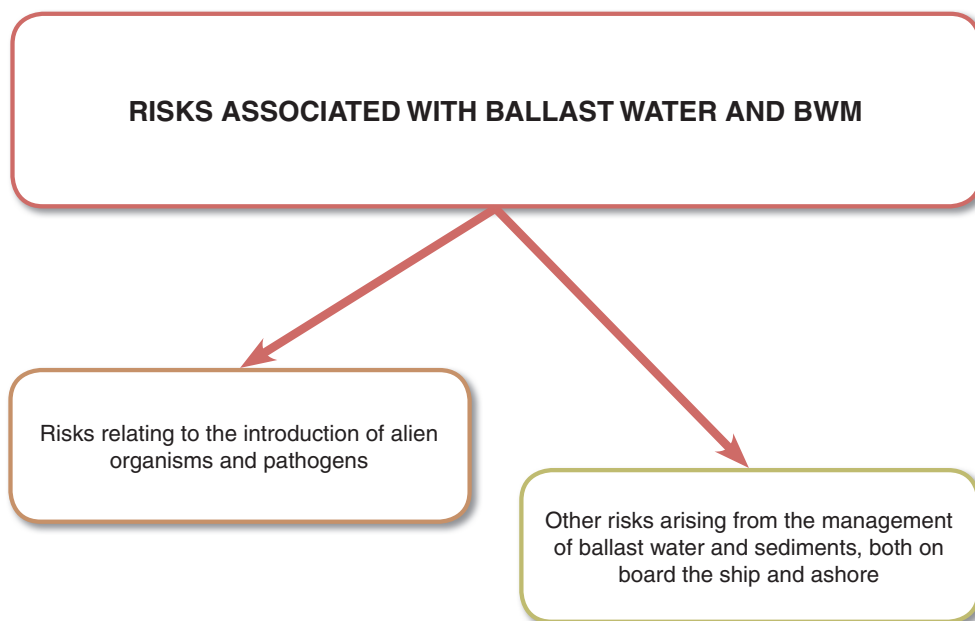 RISKS ASSOCIATED WITH BALLAST WATER AND BWM
Risks relating to the introduction of alien
organisms and pathogens
Other risks arising from the management
of ballast water and sediments, both on
board the ship and ashore